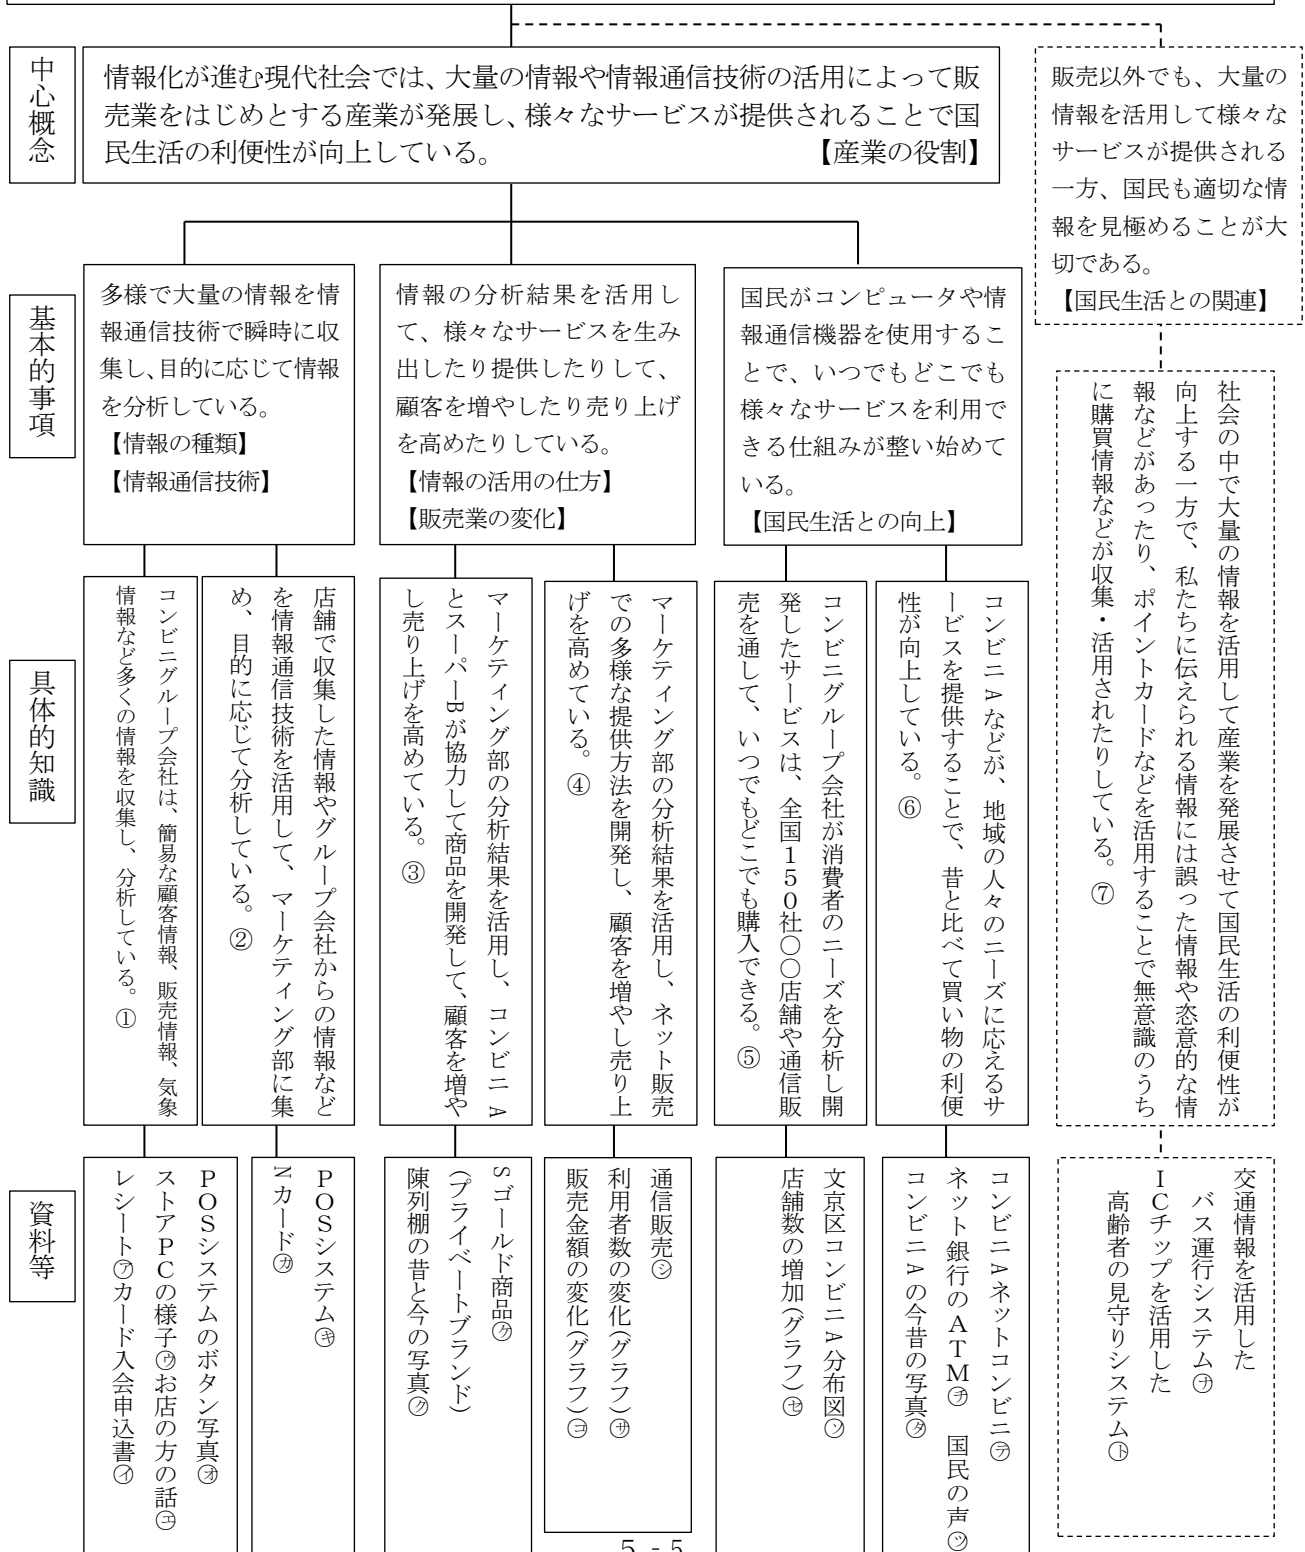 中心概念
情報化が進む現代社会では、大量の情報や情報通信技術の活用によって販
売業をはじめとする産業が発展し、様々なサービスが提供されることで国
民生活の利便性が向上している。　【産業の役割】
販売以外でも、大量の
情報を活用して様々な
サービスが提供される
一方、国民も適切な情
報を見極めることが大
切である。
【国民生活との関連】
基本的事項
多様で大量の情報を情
報通信技術で瞬時に収
集し、目的に応じて情報
を分析している。
【情報の種類】
【情報通信技術】
情報の分析結果を活用し
て、様々なサービスを生み
出したり提供したりして、
顧客を増やしたり売り上げ
を高めたりしている。
【情報の活用の仕方】
【販売業の変化】
国民がコンピュータや情
報通信機器を使用するこ
とで、いつでもどこでも
様々なサービスを利用で
きる仕組みが整い始めて
いる。
【国民生活との向上】
社会の中で大量の情報を活用して産業を発展させて国民生活の利便性が
向上する一方で、私たちに伝えられる情報には誤った情報や恣意的な情
報などがあったり、ポイントカードなどを活用することで無意識のうち
に購買情報などが収集・活用されたりしている。⑦
具体的知識
コンビニグループ会社は、簡易な顧客情報、販売情報、気象
情報など多くの情報を収集し、分析している。①
店舗で収集した情報やグループ会社からの情報など
を情報通信技術を活用して、マーケティング部に集
め、目的に応じて分析している。②
マーケティング部の分析結果を活用し、コンビニA
とスーパーBが協力して商品を開発して、顧客を増や
し売り上げを高めている。③
マーケティング部の分析結果を活用し、ネット販売
での多様な提供方法を開発し、顧客を増やし売り上
げを高めている。④
コンビニグループ会社が消費者のニーズを分析し開
発したサービスは、全国150社〇〇店舗や通信販
売を通して、いつでもどこでも購入できる。⑤
コンビニAなどが、地域の人々のニーズに応えるサ
ービスを提供することで、昔と比べて買い物の利便
性が向上している。⑥
資料等
POSシステムのボタン写真㋔
ストアPCの様子㋒お店の方の話㋓
レシート㋐カード入会申込書㋑
POSシステム㋖
Nカード㋕
Sゴールド商品㋘
(プライベートブランド)
陳列棚の昔と今の写真㋗
通信販売㋛
利用者数の変化(グラフ)㋚
販売金額の変化(グラフ)㋙
文京区コンビニA分布図㋞
店舗数の増加(グラフ)㋝
コンビニAネットコンビニ㋢
ネット銀行のATM㋠　国民の声㋡
コンビニAの今昔の写真㋟
交通情報を活用した
バス運行システム㋤
ICチップを活用した
高齢者の見守りシステム㋣
5 - 5